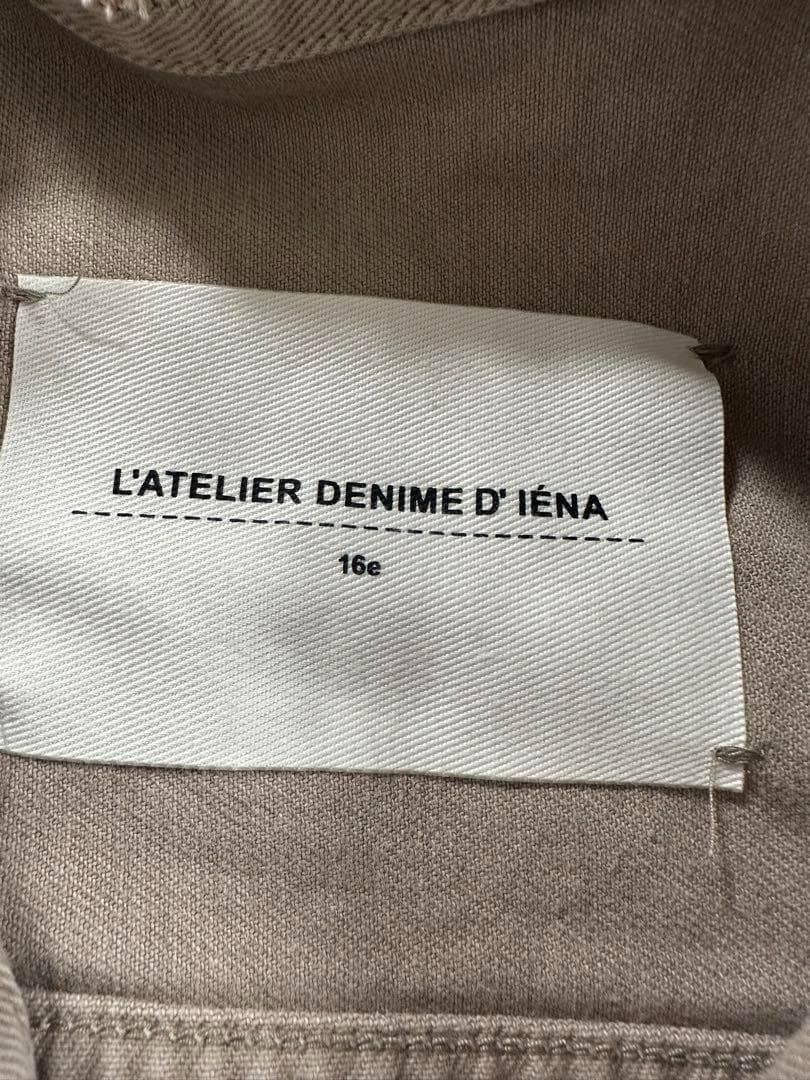 L'ATELIER DENIME D' IÉNA
16e